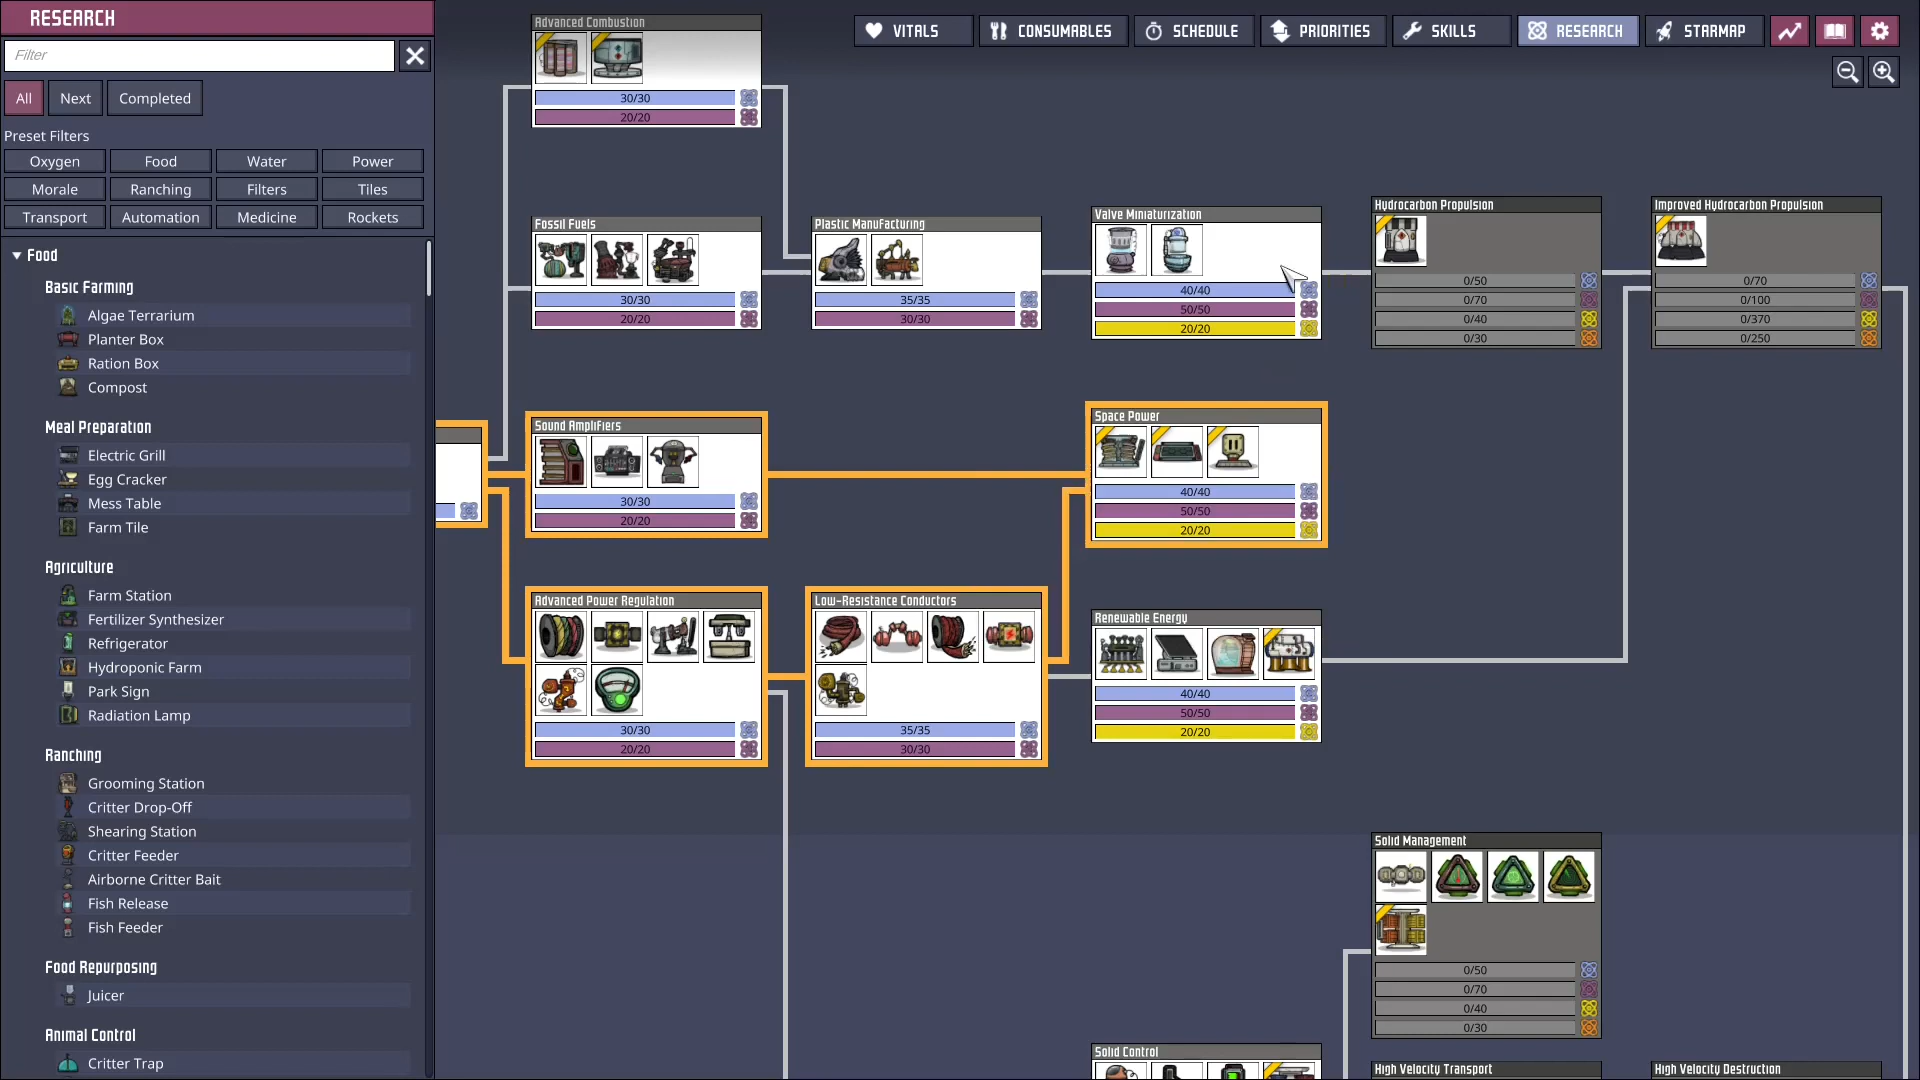 RESEARCH
Filter
All Next Completed
Preset Filters
Oxygen Food Water Power
Morale Ranching Filters Tiles
Transport Automation Medicine Rockets
Food
Basic Farming
Algae Terrarium
Planter Box
Ration Box
Compost
Meal Preparation
Electric Grill
Egg Cracker
Mess Table
Farm Tile
Agriculture
Farm Station
Fertilizer Synthesizer
Refrigerator
Hydroponic Farm
Park Sign
Radiation Lamp
Ranching
Grooming Station
Critter Drop-Off
Shearing Station
Critter Feeder
Airborne Critter Bait
Fish Release
Fish Feeder
Food Repurposing
Juicer
Animal Control
Critter Trap
VITALS CONSUMABLES SCHEDULE PRIORITIES SKILLS RESEARCH STARMAP
Advanced Combustion
30/30
20/20
Fossil Fuels
30/30
20/20
Plastic Manufacturing
35/35
30/30
Valve Miniaturization
40/40
50/50
20/20
Hydrocarbon Propulsion
0/50
0/70
0/40
0/30
Improved Hydrocarbon Propulsion
0/70
0/100
0/370
0/250
Sound Amplifiers
30/30
20/20
Space Power
40/40
50/50
20/20
Advanced Power Regulation
30/30
20/20
Low-Resistance Conductors
35/35
30/30
Renewable Energy
40/40
50/50
20/20
Solid Management
0/50
0/70
0/40
0/30
Solid Control
High Velocity Transport
High Velocity Destruction